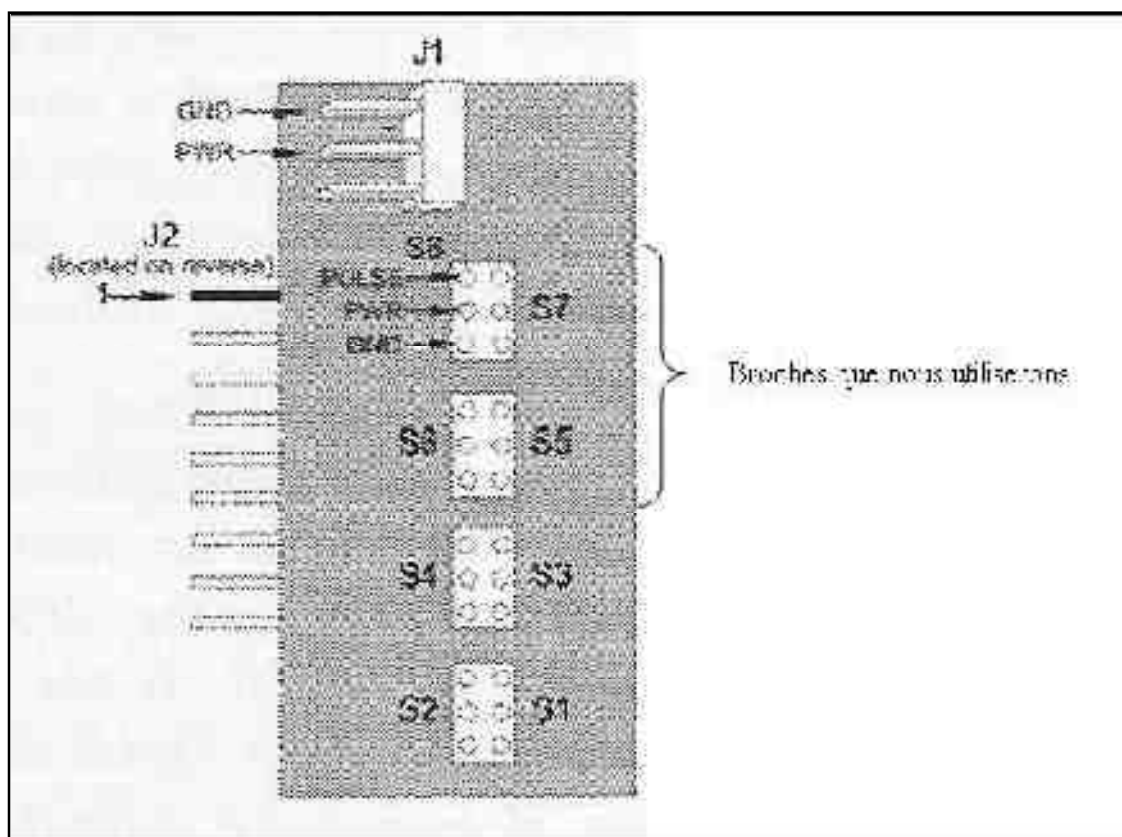 J1
GND
PWR
J2
(located on reverse)
1
S8
PULSE
PWR
GND
S7
Broches que nous utiliserons
S6
S5
S4
S3
S2
S1